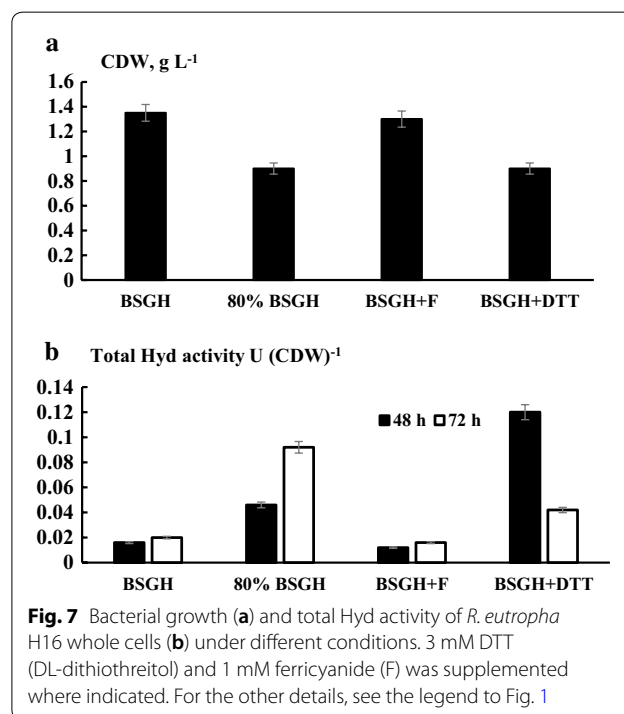 a
CDW, g L-1
1.6
1.4
1.2
1
0.8
0.6
0.4
0.2
0
BSGH 80% BSGH BSGH+F BSGH+DTT
b Total Hyd activity U (CDW)-1
0.14
0.12
0.1
0.08
0.06
0.04
0.02
0
48 h 72 h
BSGH 80% BSGH BSGH+F BSGH+DTT
Fig. 7 Bacterial growth (a) and total Hyd activity of R. eutropha
H16 whole cells (b) under different conditions. 3 mM DTT
(DL-dithiothreitol) and 1 mM ferricyanide (F) was supplemented
where indicated. For the other details, see the legend to Fig. 1